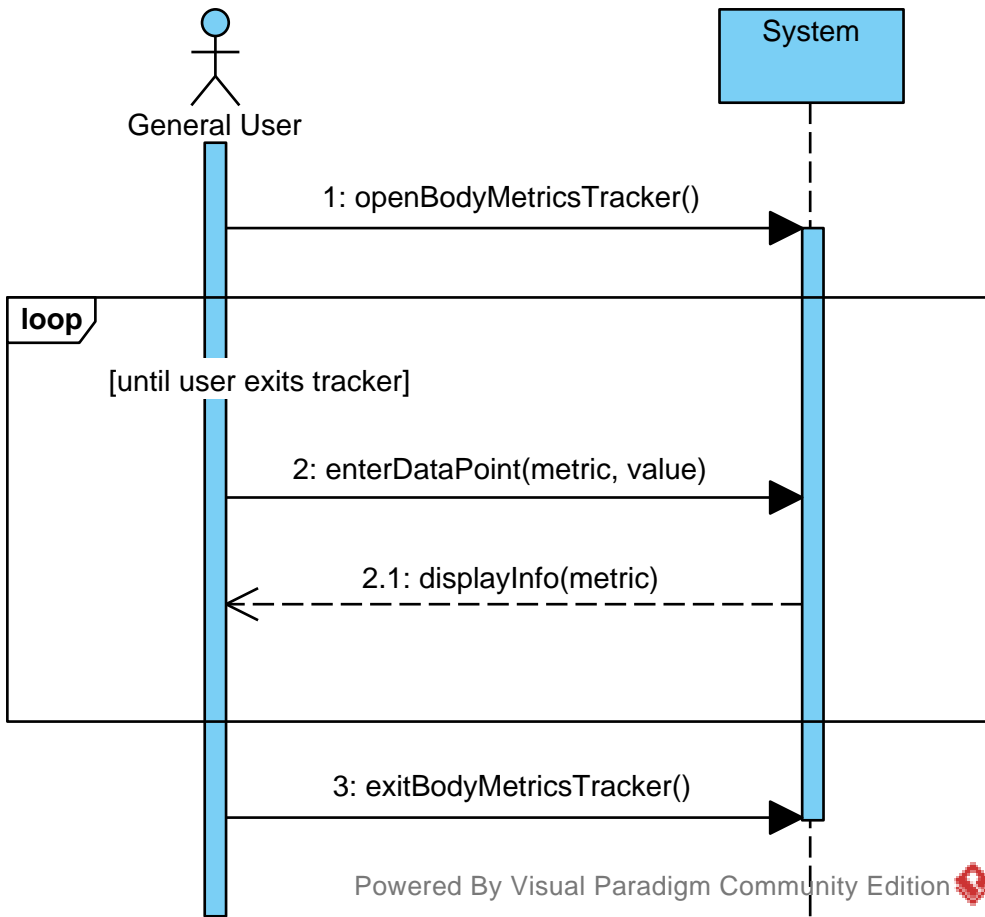 System
General User
1: openBodyMetricsTracker()
loop
[until user exits tracker]
2: enterDataPoint(metric, value)
2.1: displayInfo(metric)
3: exitBodyMetricsTracker()
Powered By Visual Paradigm Community Edition